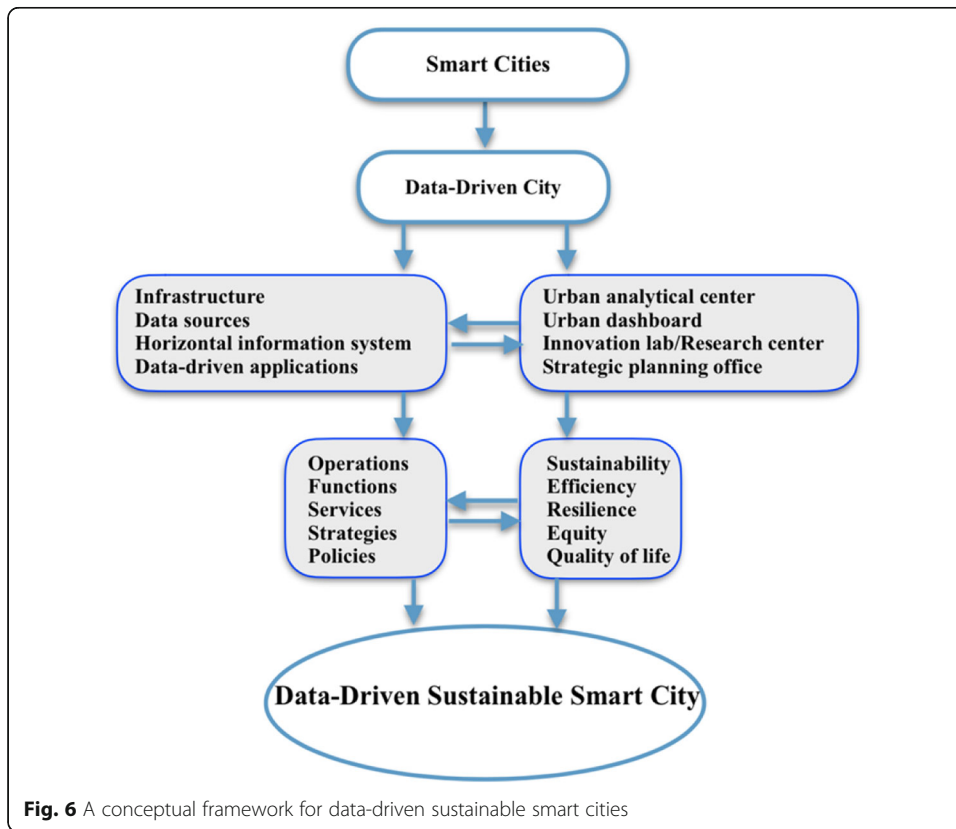 Smart Cities
Data-Driven City
Infrastructure
Data sources
Horizontal information system
Data-driven applications
Urban analytical center
Urban dashboard
Innovation lab/Research center
Strategic planning office
Operations
Functions
Services
Strategies
Policies
Sustainability
Efficiency
Resilience
Equity
Quality of life
Data-Driven Sustainable Smart City
Fig. 6 A conceptual framework for data-driven sustainable smart cities